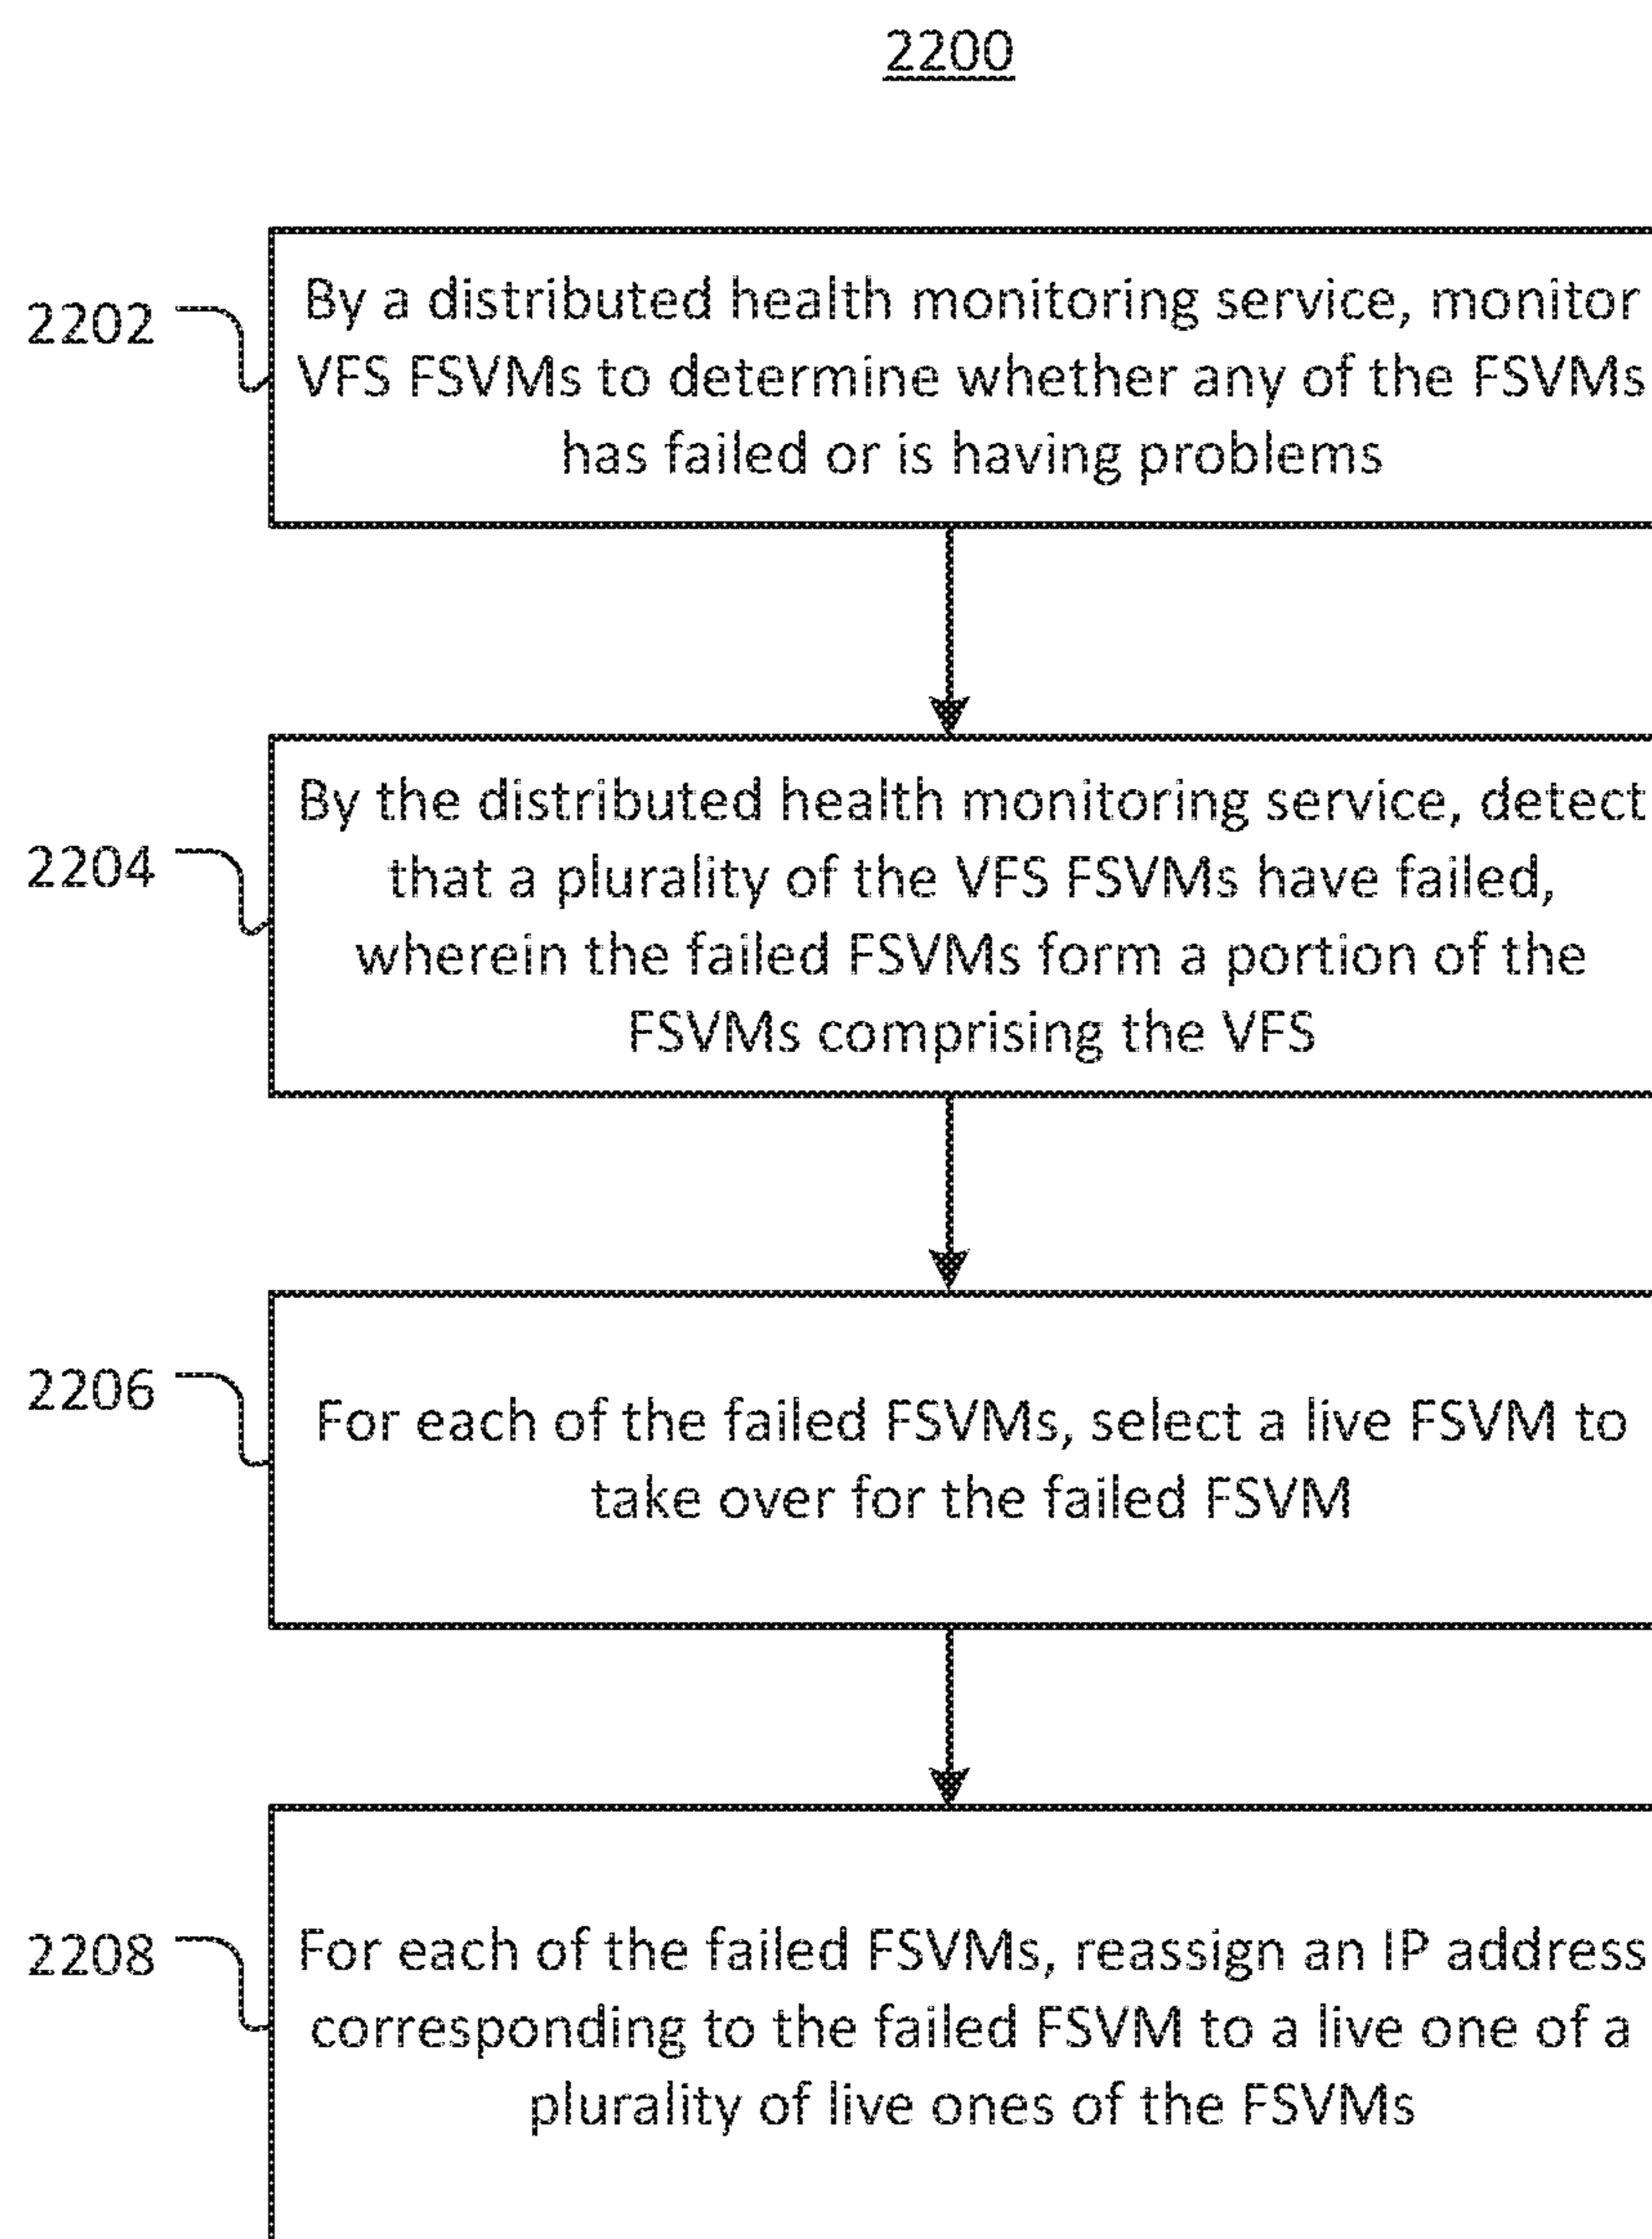 2200
2202
By a distributed health monitoring service, monitor
VFS FSVMs to determine whether any of the FSVMs
has failed or is having problems
2204
By the distributed health monitoring service, detect
that a plurality of the VFS FSVMs have failed,
wherein the failed FSVMs form a portion of the
FSVMs comprising the VFS
2206
For each of the failed FSVMs, select a live FSVM to
take over for the failed FSVM
2208
For each of the failed FSVMs, reassign an IP address
corresponding to the failed FSVM to a live one of a
plurality of live ones of the FSVMs